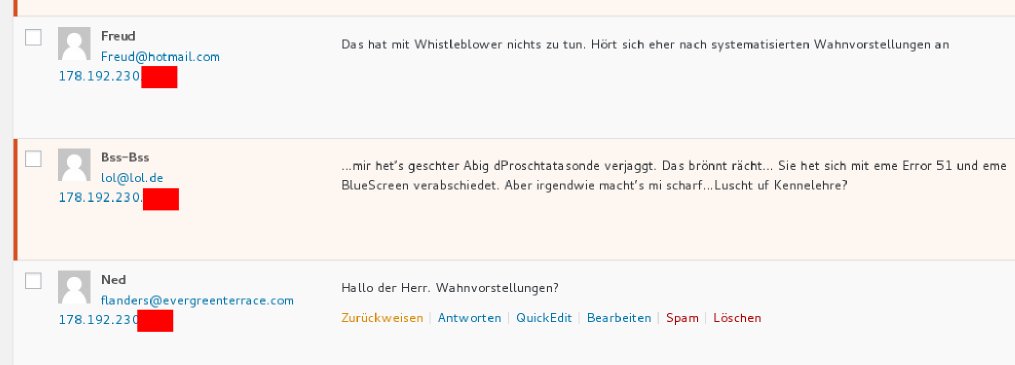 Freud
Freud@hotmail.com
178.192.230.
Das hat mit Whistleblower nichts zu tun. Hört sich eher nach systematisierten Wahnvorstellungen an
Bss-Bss
lol@lol.de
178.192.230.
...mir het's geschter Abig dProschtatasonde verjaggt. Das brönnt rächt... Sie het sich mit eme Error 51 und eme
BlueScreen verabschiedet. Aber irgendwie macht's mi scharf...Luscht uf Kennelehre?
Ned
flanders@evergreenterrace.com
178.192.230
Hallo der Herr. Wahnvorstellungen?
Zurückweisen | Antworten | QuickEdit | Bearbeiten | Spam | Löschen